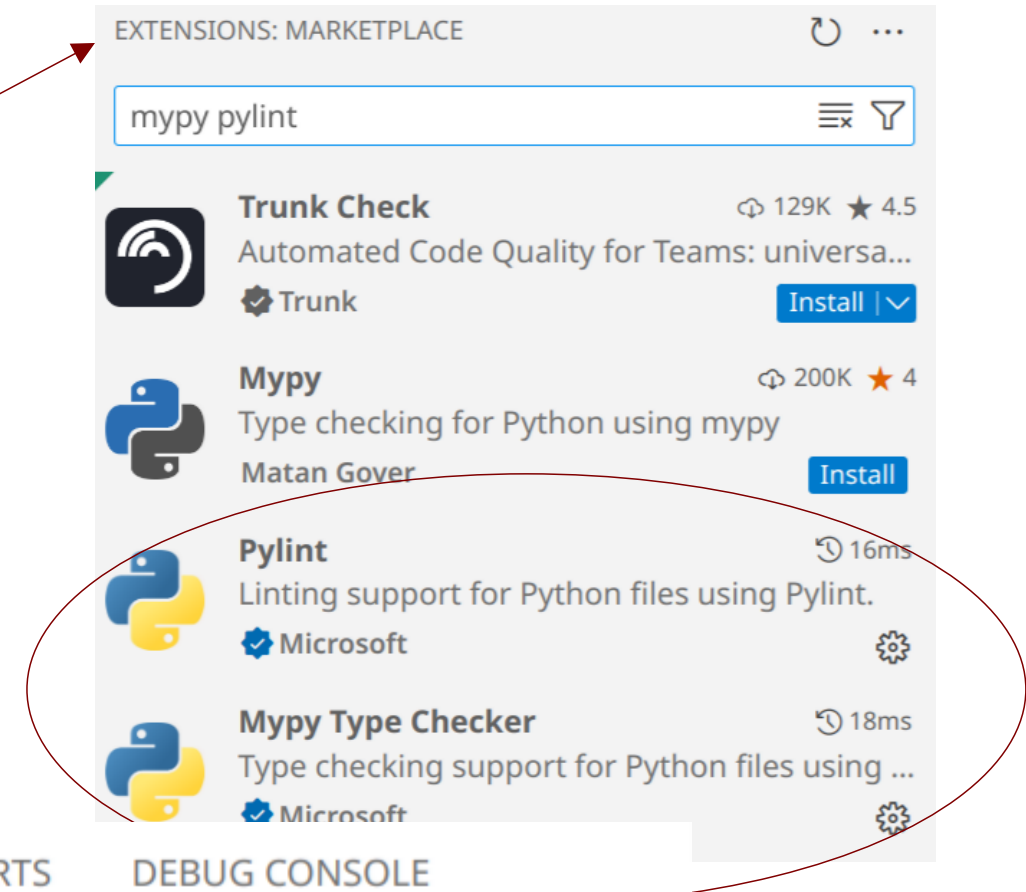 EXTENSIONS: MARKETPLACE
mypy pylint
Trunk Check 129K ★ 4.5
Automated Code Quality for Teams: universa...
Trunk Install
Mypy 200K ★ 4
Type checking for Python using mypy
Matan Gover Install
Pylint 16ms
Linting support for Python files using Pylint.
Microsoft
Mypy Type Checker 18ms
Type checking support for Python files using ...
Microsoft
RTS DEBUG CONSOLE